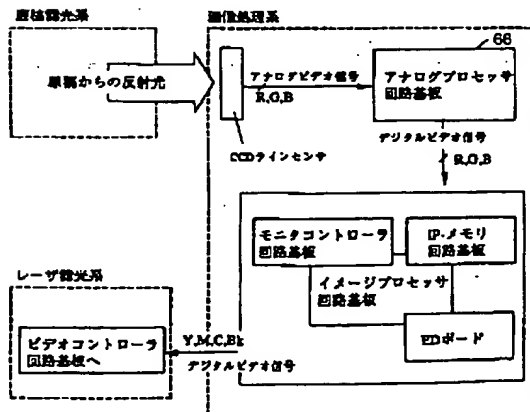 原稿露光系
画像処理系
66
原稿からの反射光
アナログビデオ信号
R,G,B
アナログプロセッサ
回路基板
CCDラインセンサ
デジタルビデオ信号
R,G,B
モニタコントローラ
回路基板
IP-メモリ
回路基板
イメージプロセッサ
回路基板
EDボード
レーザ露光系
ビデオコントローラ
回路基板へ
Y,M,C,Bk
デジタルビデオ信号